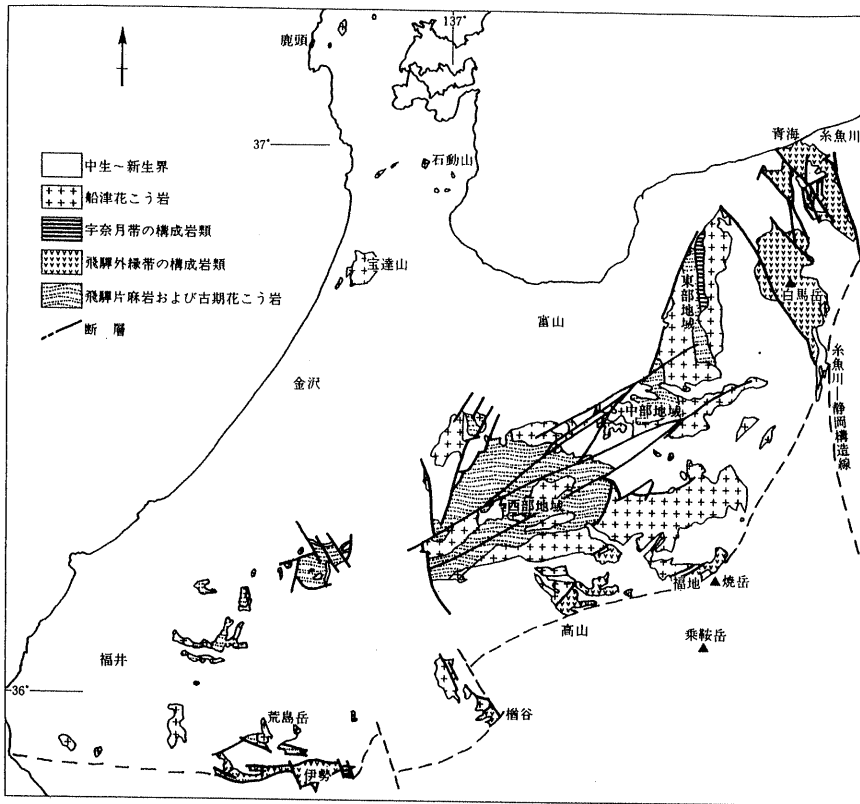 鹿頭
137°
37°
石動山
青海
糸魚川
中生～新生界
船津花こう岩
宇奈月帯の構成岩類
飛驒外縁帯の構成岩類
飛驒片麻岩および古期花こう岩
断層
宝達山
富山
金沢
東部地域
白馬岳
糸魚川―静岡構造線
中部地域
西部地域
福地
焼岳
高山
乗鞍岳
福井
36°
荒島岳
楢谷
伊勢